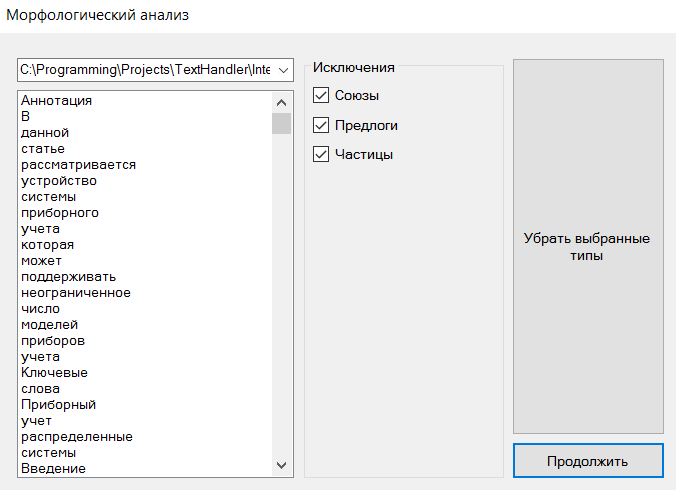 Морфологический анализ
C:\Programming\Projects\TextHandler\Inte
Аннотация
В
данной
статье
рассматривается
устройство
системы
приборного
учета
которая
может
поддерживать
неограниченное
число
моделей
приборов
учета
Ключевые
слова
Приборный
учет
распределенные
системы
Введение
Исключения
Союзы
Предлоги
Частицы
Убрать выбранные
типы
Продолжить